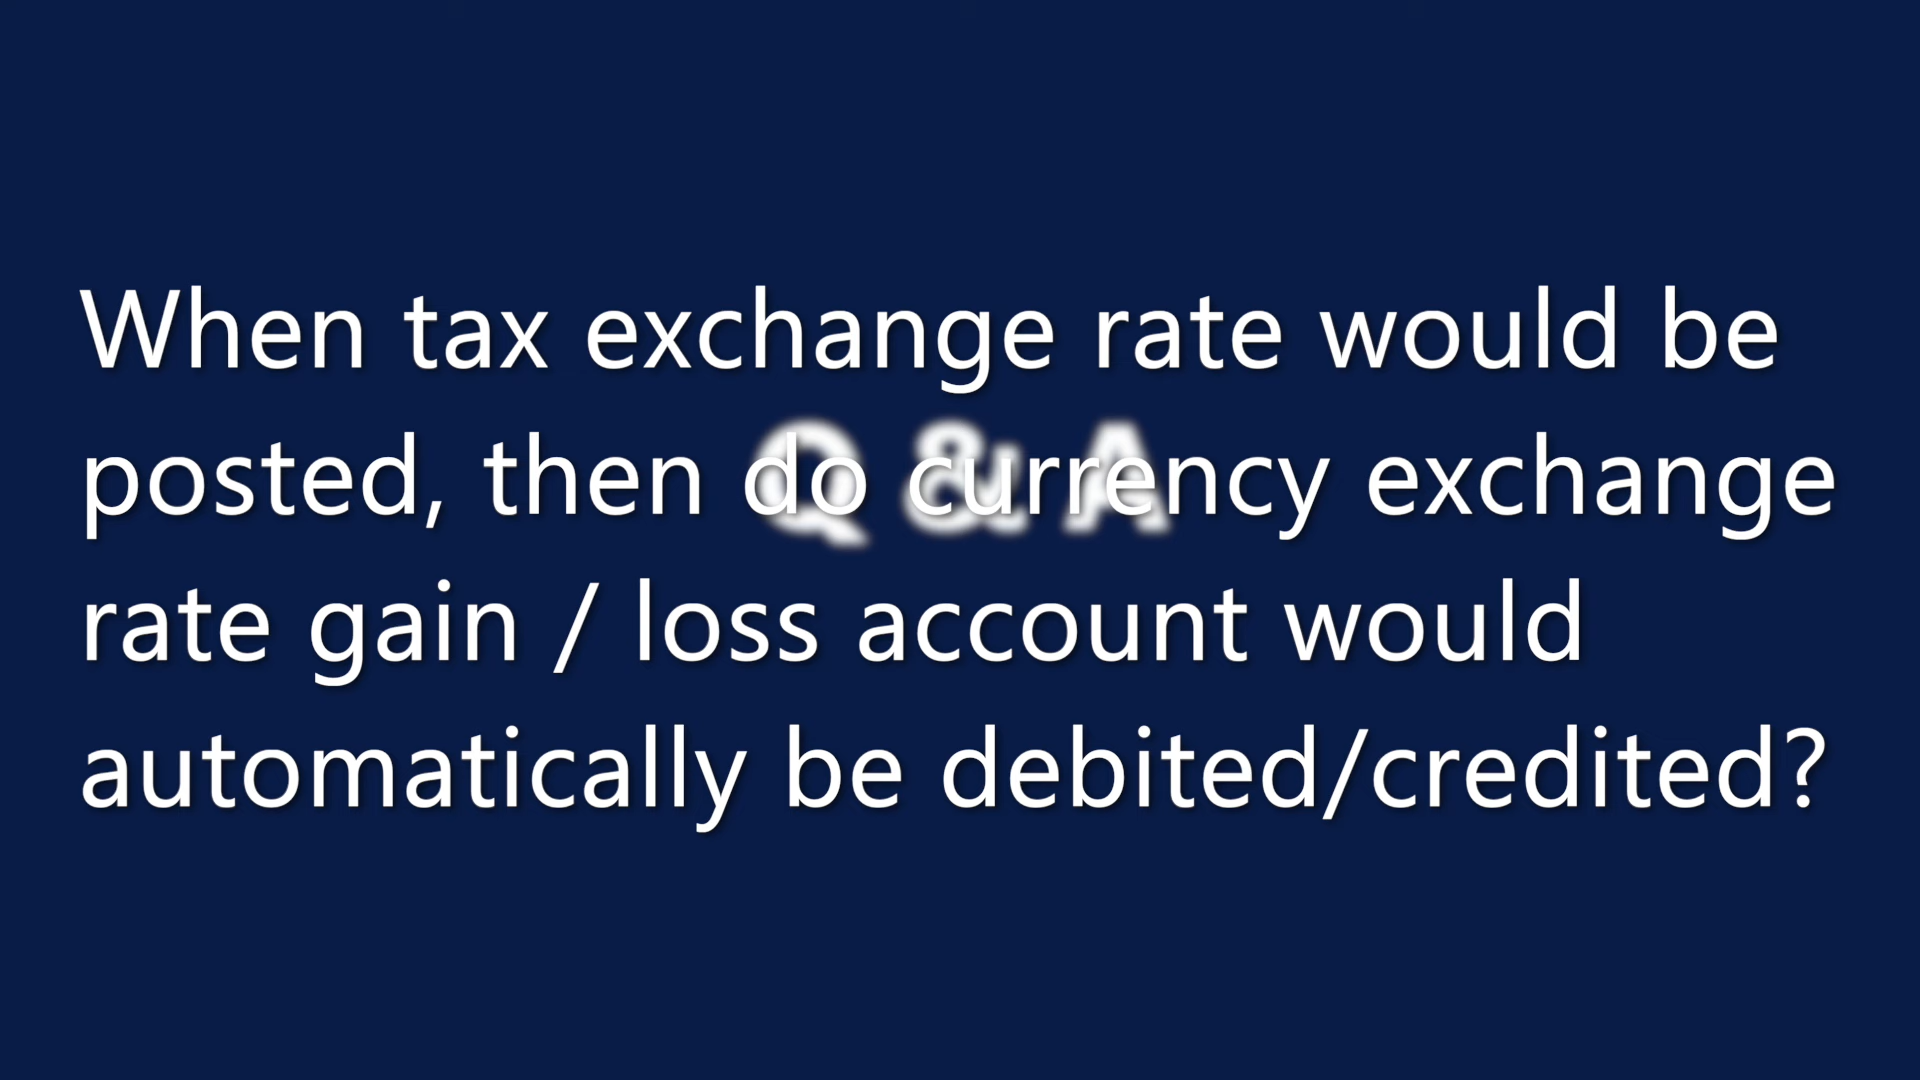 When tax exchange rate would be
posted, then do currency exchange
rate gain / loss account would
automatically be debited/credited?
Q & A